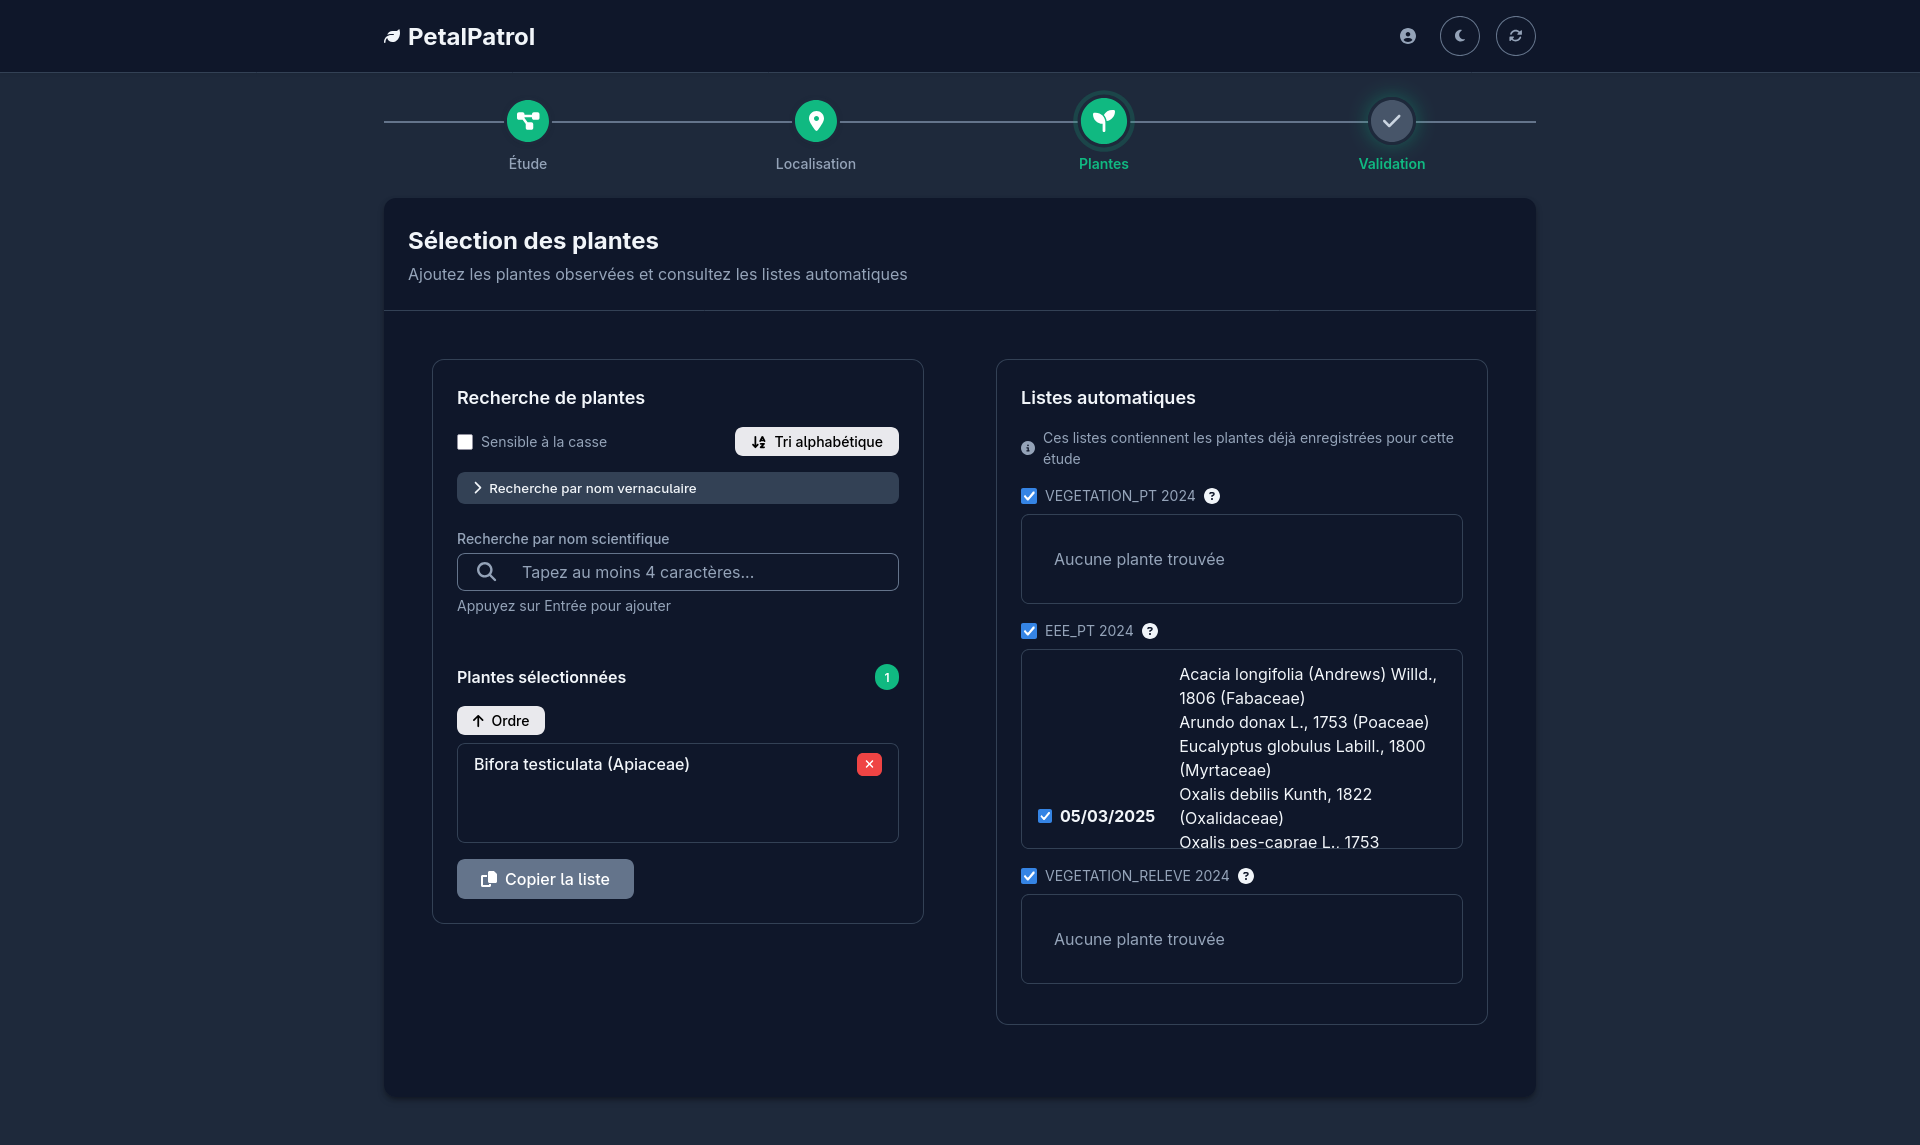 PetalPatrol
Étude
Localisation
Plantes
Validation
Sélection des plantes
Ajoutez les plantes observées et consultez les listes automatiques
Recherche de plantes
Sensible à la casse
Tri alphabétique
Recherche par nom vernaculaire
Recherche par nom scientifique
Tapez au moins 4 caractères...
Appuyez sur Entrée pour ajouter
Plantes sélectionnées
1
Ordre
Bifora testiculata (Apiaceae)
Copier la liste
Listes automatiques
Ces listes contiennent les plantes déjà enregistrées pour cette
étude
VEGETATION_PT 2024
Aucune plante trouvée
EEE_PT 2024
05/03/2025
Acacia longifolia (Andrews) Willd.,
1806 (Fabaceae)
Arundo donax L., 1753 (Poaceae)
Eucalyptus globulus Labill., 1800
(Myrtaceae)
Oxalis debilis Kunth, 1822
(Oxalidaceae)
Oxalis pes-caprae L., 1753
VEGETATION_RELEVE 2024
Aucune plante trouvée